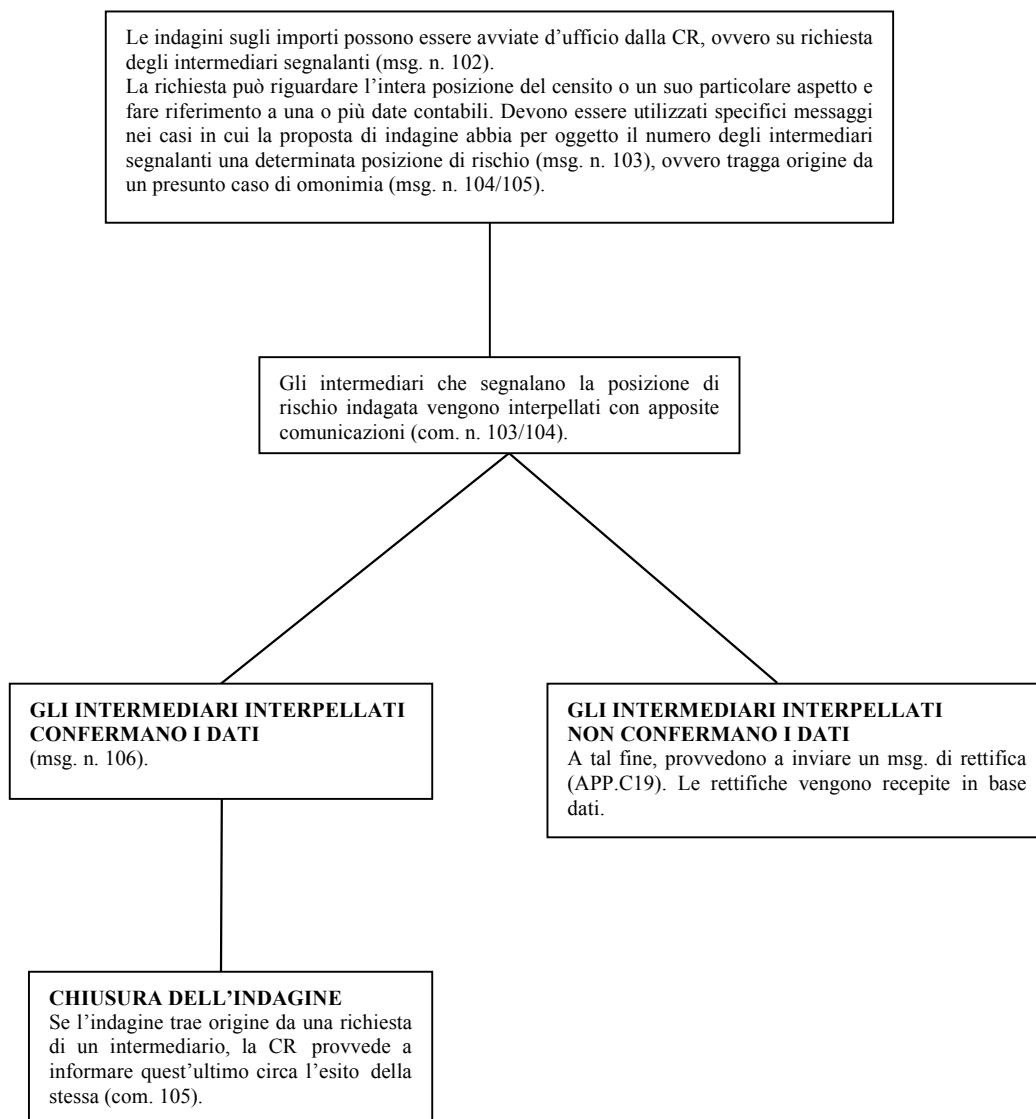 Le indagini sugli importi possono essere avviate d’ufficio dalla CR, ovvero su richiesta
degli intermediari segnalanti (msg. n. 102).
La richiesta può riguardare l’intera posizione del censito o un suo particolare aspetto e
fare riferimento a una o più date contabili. Devono essere utilizzati specifici messaggi
nei casi in cui la proposta di indagine abbia per oggetto il numero degli intermediari
segnalanti una determinata posizione di rischio (msg. n. 103), ovvero tragga origine da
un presunto caso di omonimia (msg. n. 104/105).
Gli intermediari che segnalano la posizione di
rischio indagata vengono interpellati con apposite
comunicazioni (com. n. 103/104).
GLI INTERMEDIARI INTERPELLATI
CONFERMANO I DATI
(msg. n. 106).
GLI INTERMEDIARI INTERPELLATI
NON CONFERMANO I DATI
A tal fine, provvedono a inviare un msg. di rettifica
(APP.C19). Le rettifiche vengono recepite in base
dati.
CHIUSURA DELL’INDAGINE
Se l’indagine trae origine da una richiesta
di un intermediario, la CR provvede a
informare quest’ultimo circa l’esito della
stessa (com. 105).